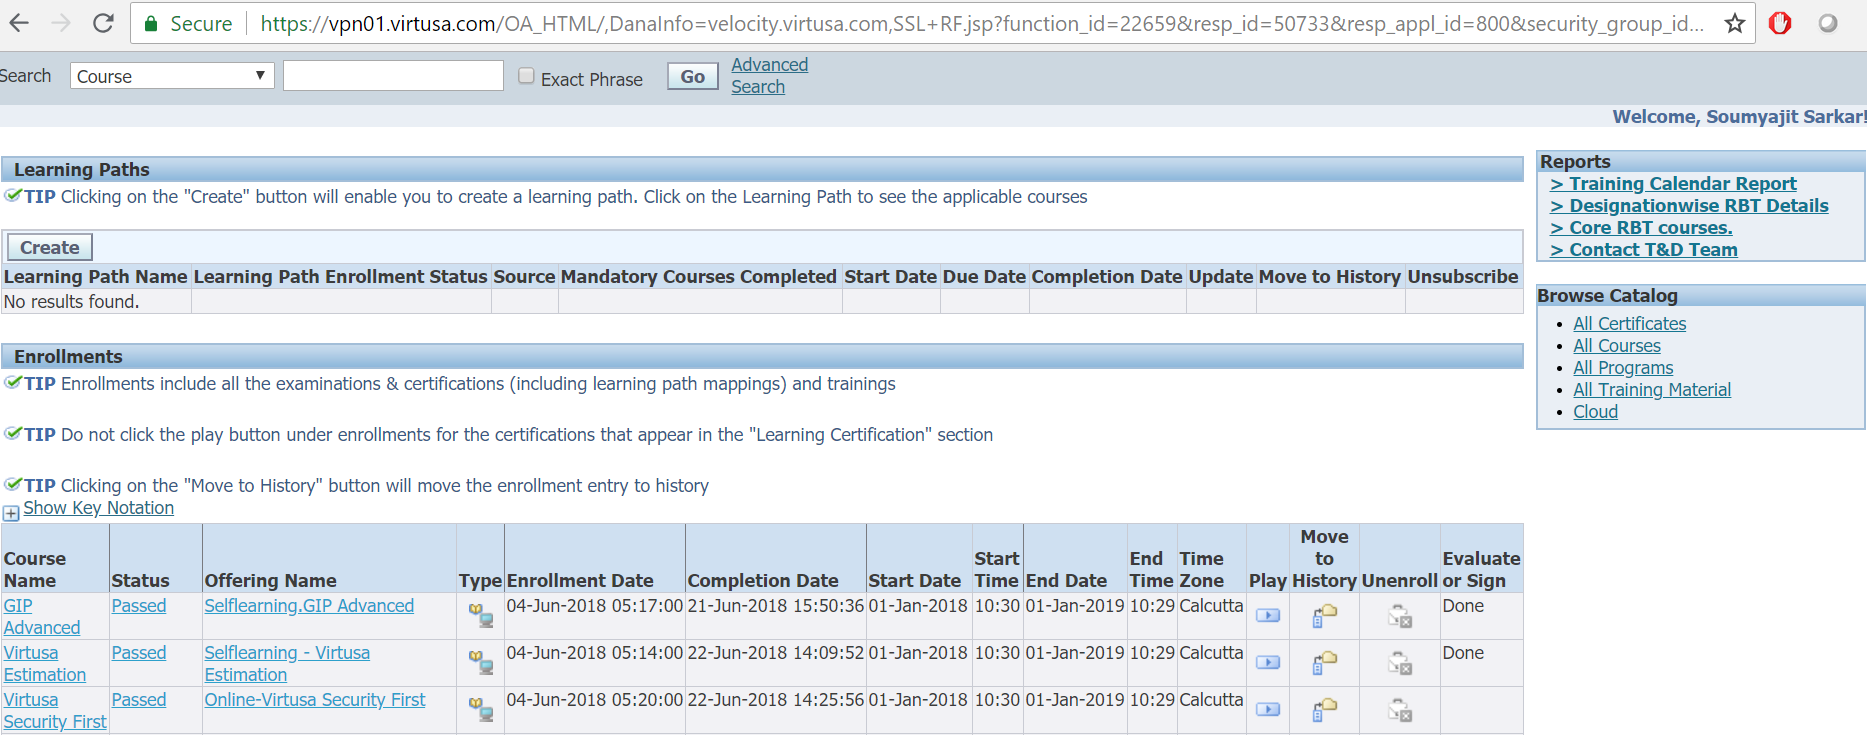 Secure https://vpn01.virtusa.com/OA_HTML/,DanaInfo=velocity.virtusa.com,SSL+RF.jsp?function_id=22659&resp_id=50733&resp_appl_id=800&security_group_id...
Search Course Exact Phrase Go Advanced
Search
Welcome, Soumyajit Sarkar!
Learning Paths
TIP Clicking on the "Create" button will enable you to create a learning path. Click on the Learning Path to see the applicable courses
Create
Learning Path Name Learning Path Enrollment Status Source Mandatory Courses Completed Start Date Due Date Completion Date Update Move to History Unsubscribe
No results found.
Enrollments
TIP Enrollments include all the examinations & certifications (including learning path mappings) and trainings
TIP Do not click the play button under enrollments for the certifications that appear in the "Learning Certification" section
TIP Clicking on the "Move to History" button will move the enrollment entry to history
Show Key Notation
Move
Course Start End Time to Evaluate
Name Status Offering Name Type Enrollment Date Completion Date Start Date Time End Date Time Zone Play History Unenroll or Sign
GIP Passed Selflearning.GIP Advanced 04-Jun-2018 05:17:00 21-Jun-2018 15:50:36 01-Jan-2018 10:30 01-Jan-2019 10:29 Calcutta Done
Advanced
Virtusa Passed Selflearning - Virtusa 04-Jun-2018 05:14:00 22-Jun-2018 14:09:52 01-Jan-2018 10:30 01-Jan-2019 10:29 Calcutta Done
Estimation Estimation
Virtusa Passed Online-Virtusa Security First 04-Jun-2018 05:20:00 22-Jun-2018 14:25:56 01-Jan-2018 10:30 01-Jan-2019 10:29 Calcutta
Security First
Reports
> Training Calendar Report
> Designationwise RBT Details
> Core RBT courses.
> Contact T&D Team
Browse Catalog
• All Certificates
• All Courses
• All Programs
• All Training Material
• Cloud